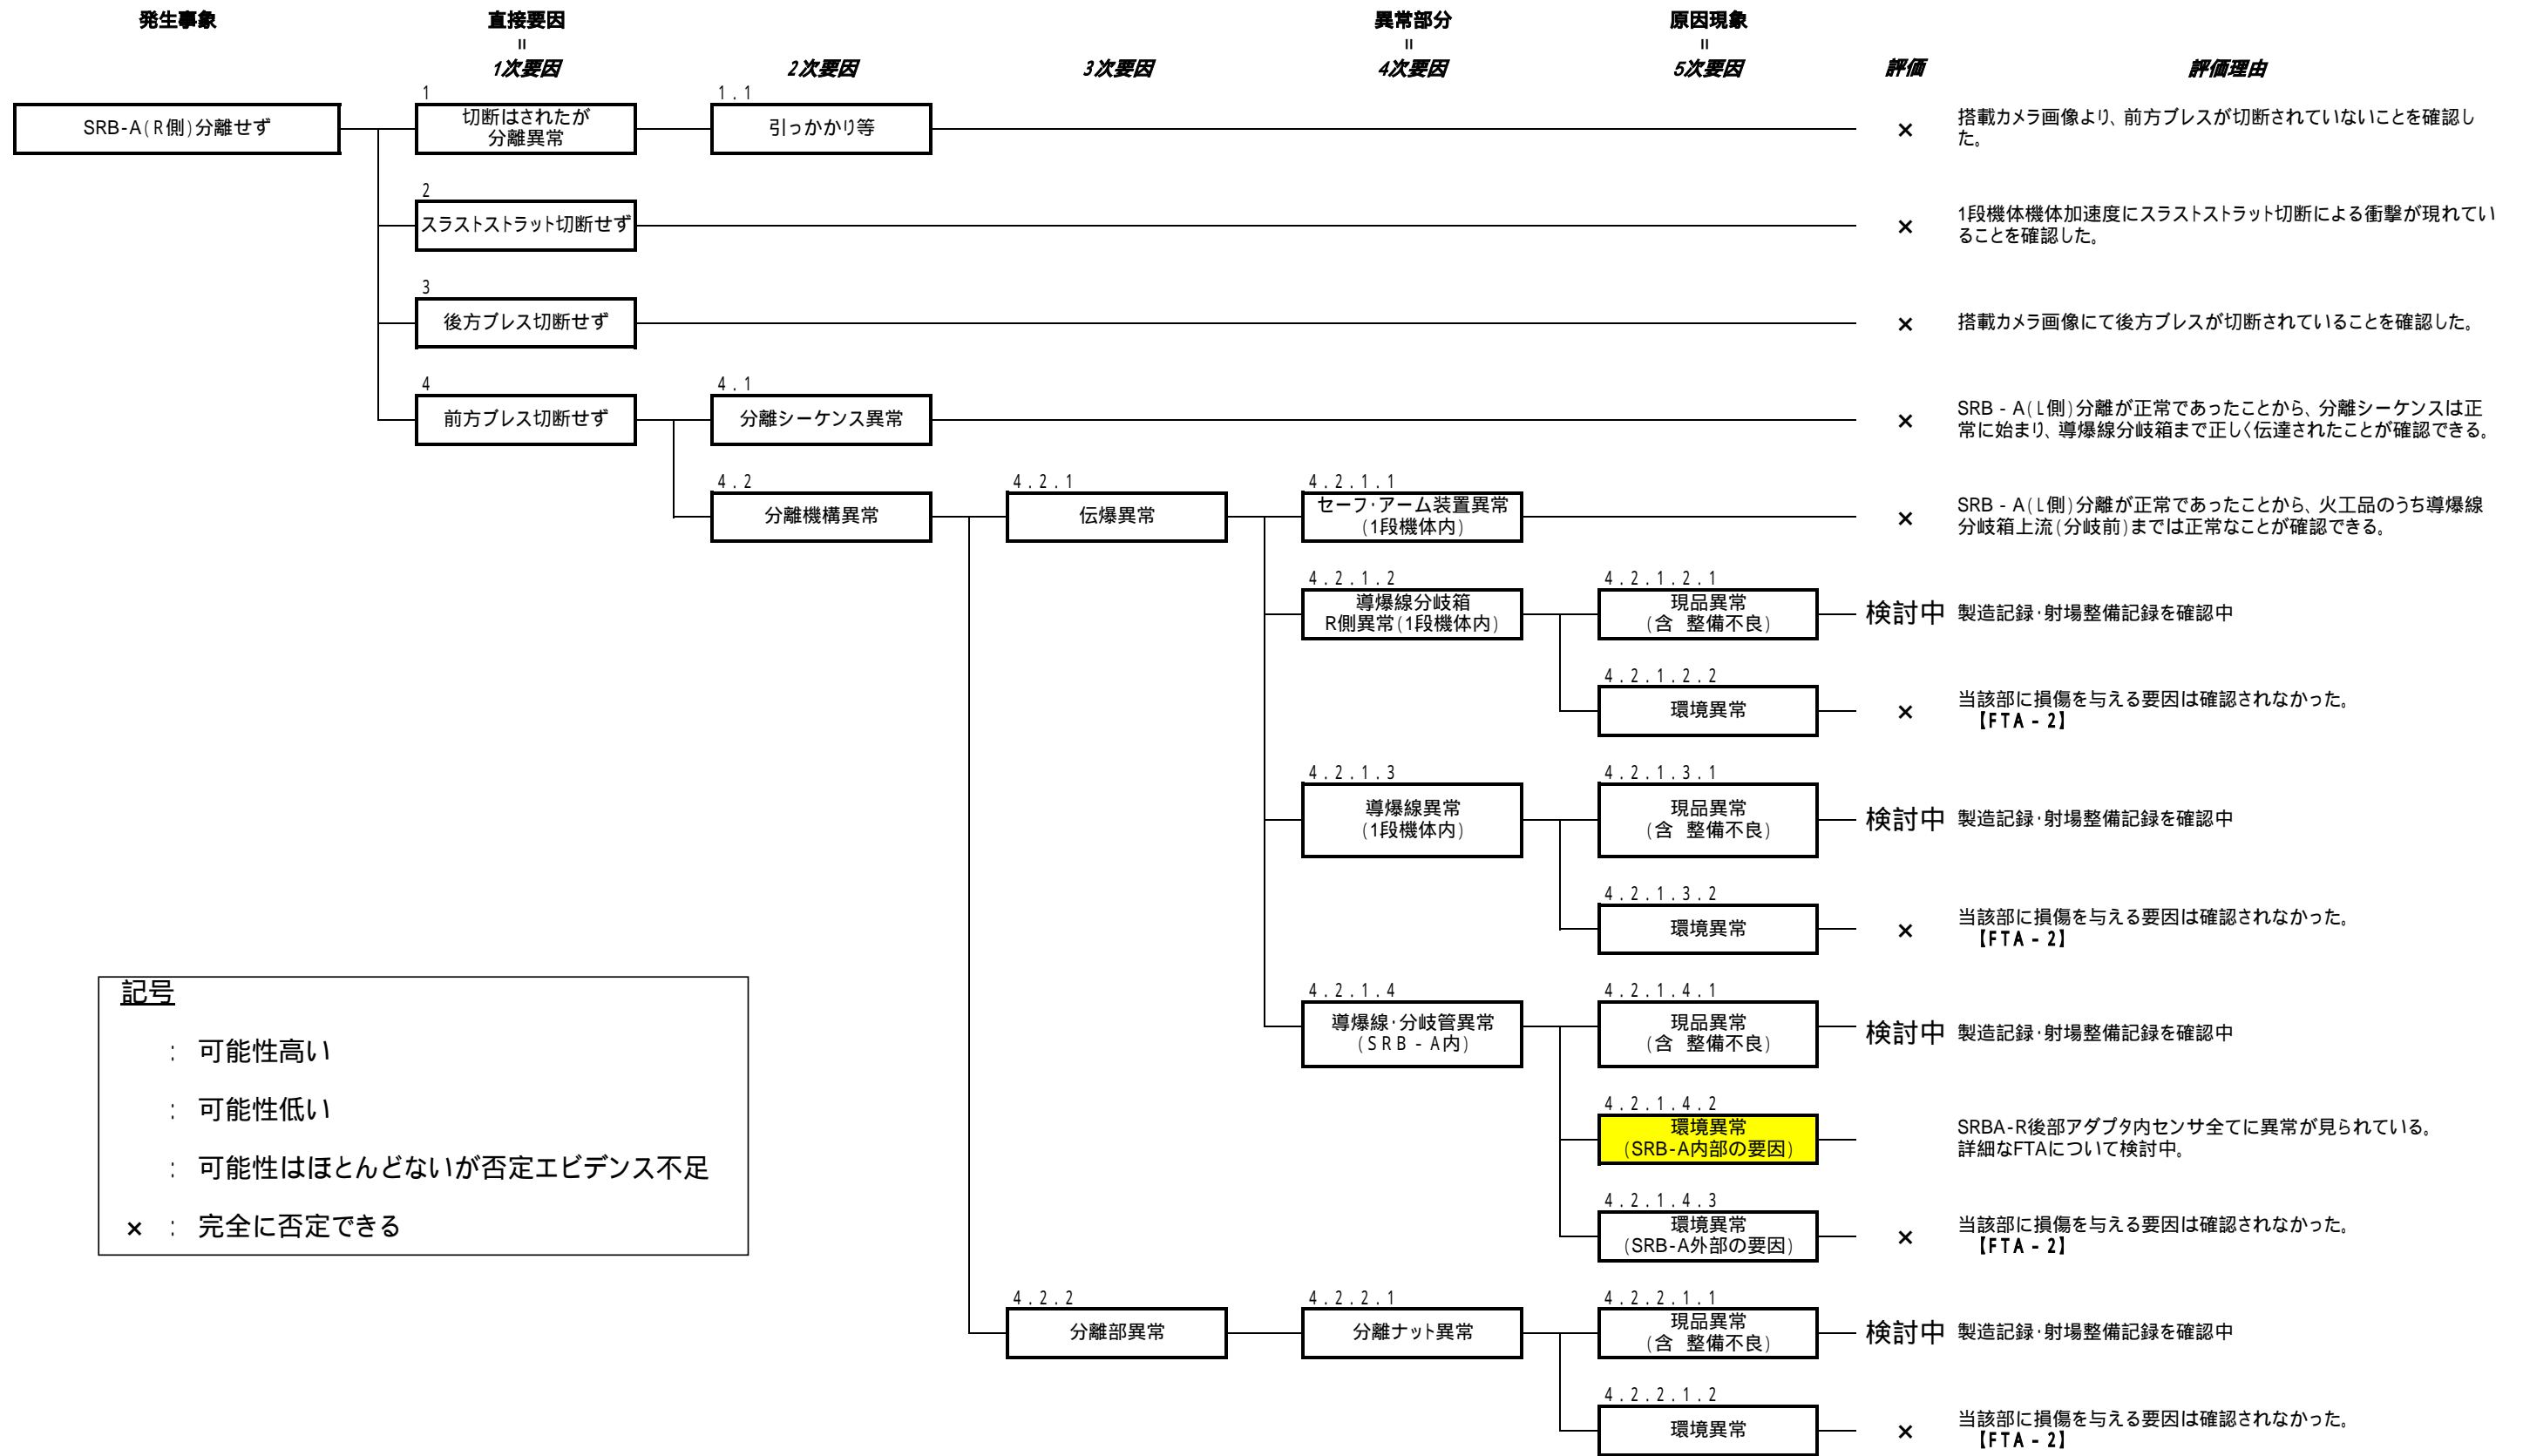 発生事象
直接要因
異常部分
原因現象
=
=
=
1次要因
2次要因
3次要因
4次要因
5次要因
評価
評価理由
SRB-A(R側)分離せず
1
切断はされたが
分離異常
1.1
引っかかり等
×
搭載カメラ画像より、前方ブレスが切断されていないことを確認し
た。
2
スラストストラット切断せず
×
1段機体機体加速度にスラストストラット切断による衝撃が現れてい
ることを確認した。
3
後方ブレス切断せず
×
搭載カメラ画像にて後方ブレスが切断されていることを確認した。
4
前方ブレス切断せず
4.1
分離シーケンス異常
×
SRB-A(L側)分離が正常であったことから、分離シーケンスは正
常に始まり、導爆線分岐箱まで正しく伝達されたことが確認できる。
4.2
分離機構異常
4.2.1
伝爆異常
4.2.1.1
セーフ・アーム装置異常
(1段機体内)
×
SRB-A(L側)分離が正常であったことから、火工品のうち導爆線
分岐箱上流(分岐前)までは正常なことが確認できる。
4.2.1.2
導爆線分岐箱
R側異常(1段機体内)
4.2.1.2.1
現品異常
(含 整備不良)
検討中
製造記録・射場整備記録を確認中
4.2.1.2.2
環境異常
×
当該部に損傷を与える要因は確認されなかった。
【FTA-2】
4.2.1.3
導爆線異常
(1段機体内)
4.2.1.3.1
現品異常
(含 整備不良)
検討中
製造記録・射場整備記録を確認中
4.2.1.3.2
環境異常
×
当該部に損傷を与える要因は確認されなかった。
【FTA-2】
4.2.1.4
導爆線・分岐管異常
(SRB-A内)
4.2.1.4.1
現品異常
(含 整備不良)
検討中
製造記録・射場整備記録を確認中
4.2.1.4.2
環境異常
(SRB-A内部の要因)
SRBA-R後部アダプタ内センサ全てに異常が見られている。
詳細なFTAについて検討中。
4.2.1.4.3
環境異常
(SRB-A外部の要因)
×
当該部に損傷を与える要因は確認されなかった。
【FTA-2】
4.2.2
分離部異常
4.2.2.1
分離ナット異常
4.2.2.1.1
現品異常
(含 整備不良)
検討中
製造記録・射場整備記録を確認中
4.2.2.1.2
環境異常
×
当該部に損傷を与える要因は確認されなかった。
【FTA-2】
記号
: 可能性高い
: 可能性低い
: 可能性はほとんどないが否定エビデンス不足
× : 完全に否定できる